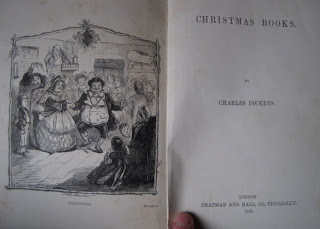 CHRISTMAS BOOKS.
BY
CHARLES DICKENS.
LONDON
CHAPMAN AND HALL, 193, PICCADILLY.